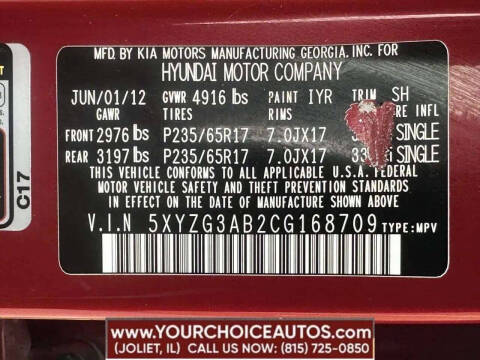 MFD. BY KIA MOTORS MANUFACTURING GEORGIA, INC. FOR
HYUNDAI MOTOR COMPANY
JUN/01/12 GVWR 4916 lbs PAINT IYR TRIM SH
GAWR TIRES RIMS RE INFL
FRONT 2976 lbs P235/65R17 7.0JX17 SINGLE
REAR 3197 lbs P235/65R17 7.0JX17 33 i SINGLE
THIS VEHICLE CONFORMS TO ALL APPLICABLE U.S.A. FEDERAL
MOTOR VEHICLE SAFETY, BUMPER, AND THEFT PREVENTION STANDARDS
IN EFFECT ON THE DATE OF MANUFACTURE SHOWN ABOVE.
V.I.N 5XYZG3AB2CG168709 TYPE:MPV
C17
WWW.YOURCHOICEAUTOS.COM
(JOLIET, IL) CALL US NOW: (815) 725-0850